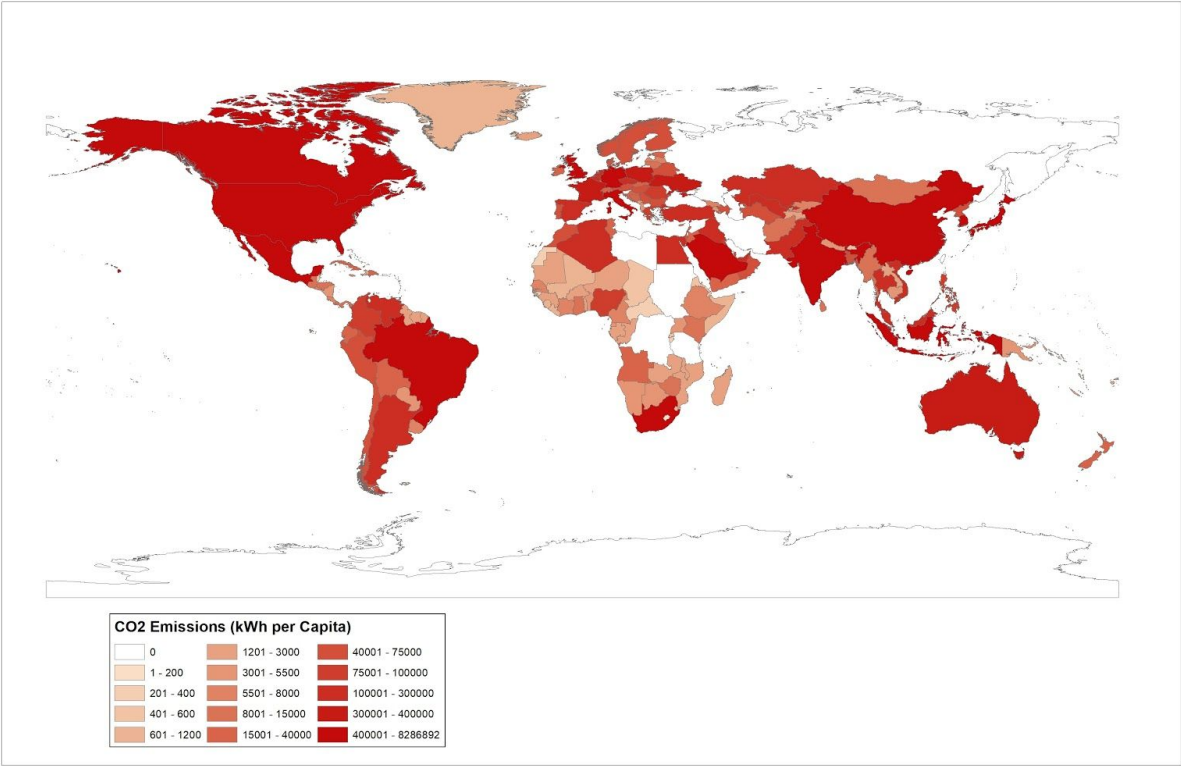 CO2 Emissions (kWh per Capita)
0
1 - 200
201 - 400
401 - 600
601 - 1200
1201 - 3000
3001 - 5500
5501 - 8000
8001 - 15000
15001 - 40000
40001 - 75000
75001 - 100000
100001 - 300000
300001 - 400000
400001 - 8286892